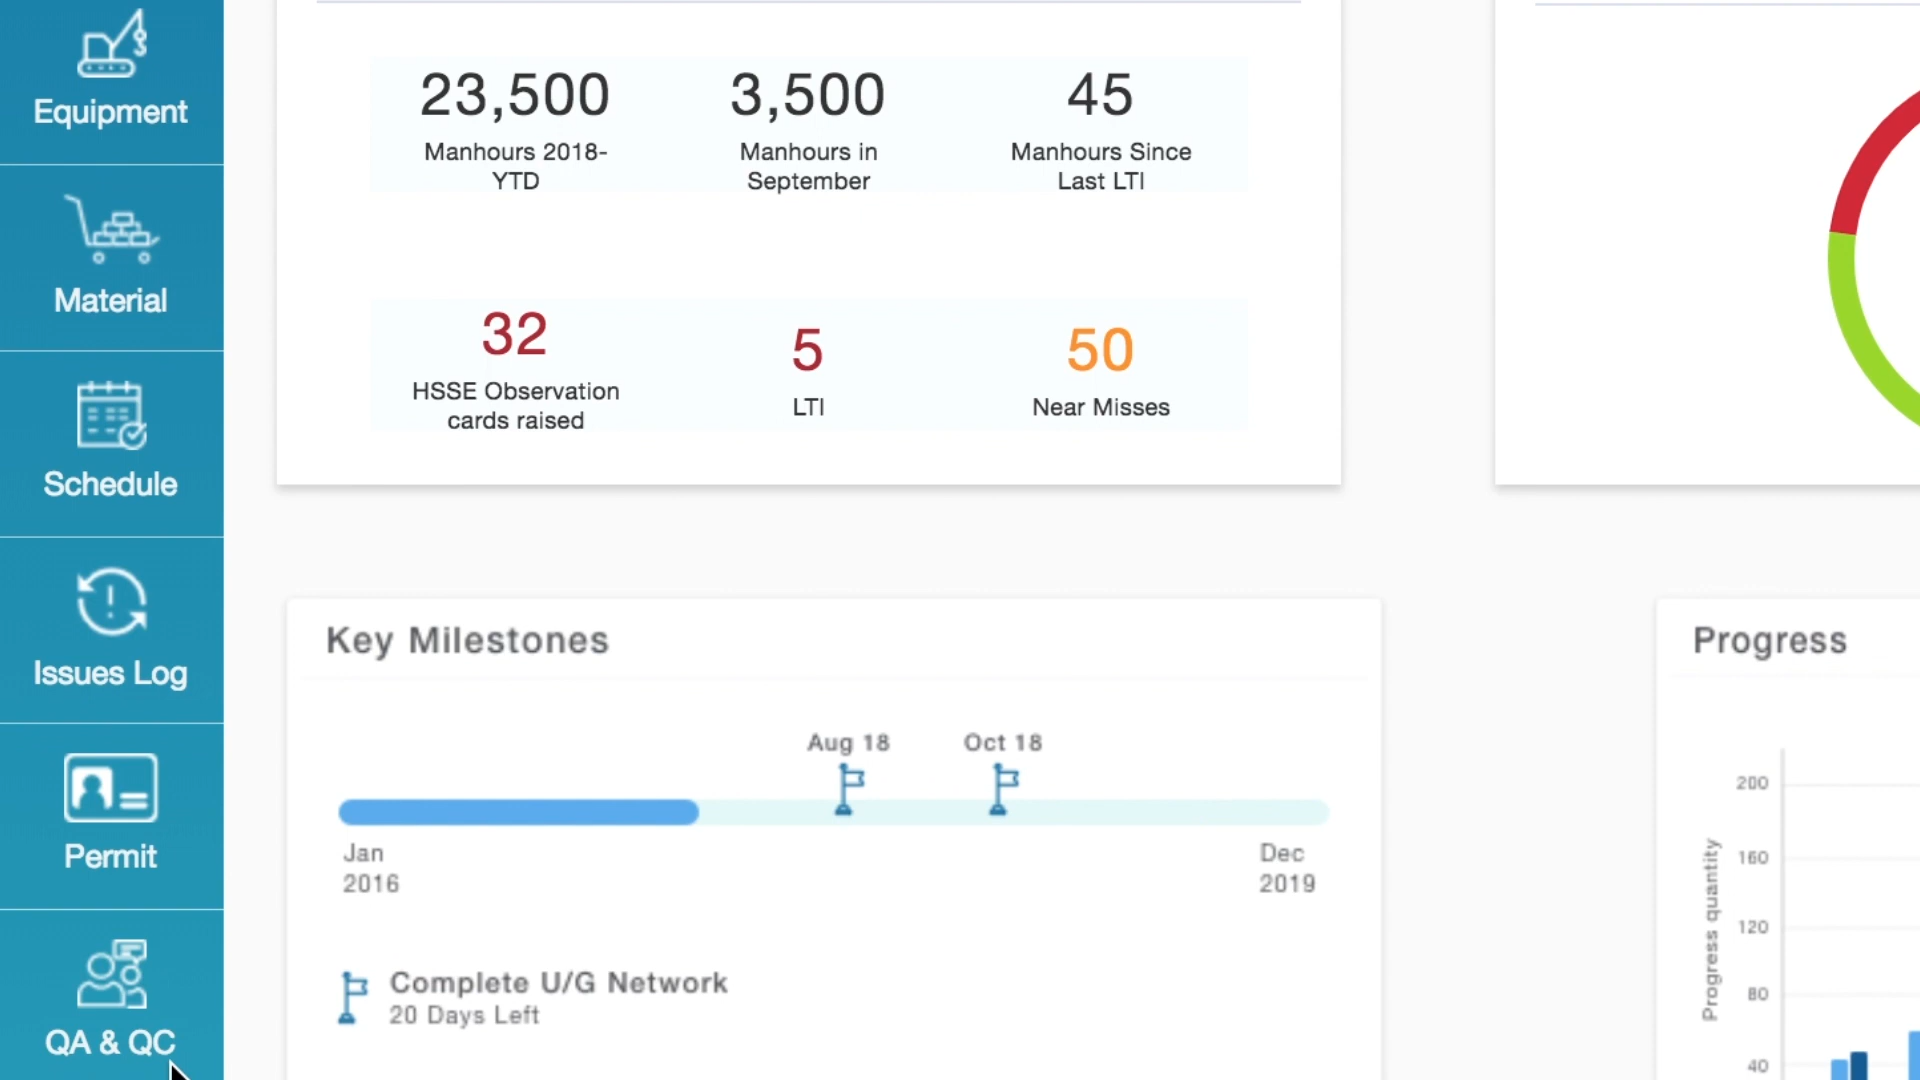 Equipment
Material
Schedule
Issues Log
Permit
QA & QC
23,500
Manhours 2018-
YTD
3,500
Manhours in
September
45
Manhours Since
Last LTI
32
HSSE Observation
cards raised
5
LTI
50
Near Misses
Key Milestones
Aug 18
Oct 18
Jan
2016
Dec
2019
Complete U/G Network
20 Days Left
Progress
Progress quantity
200
160
120
80
40